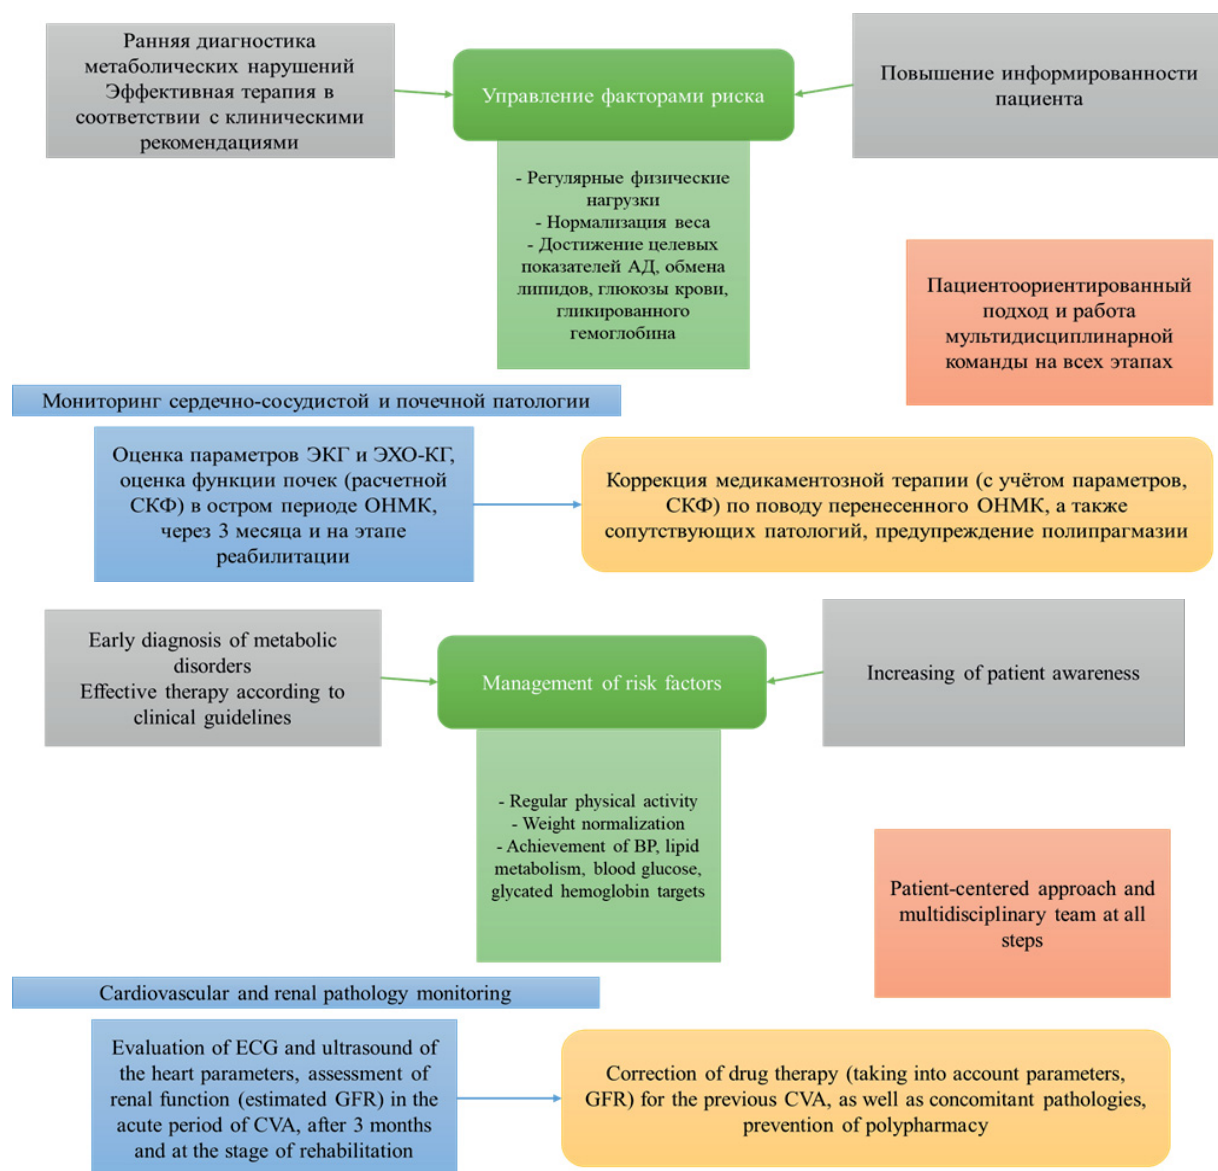 Ранняя диагностика
метаболических нарушений
Эффективная терапия в
соответствии с клиническими
рекомендациями
Управление факторами риска
Повышение информированности
пациента
- Регулярные физические
нагрузки
- Нормализация веса
- Достижение целевых
показателей АД, обмена
липидов, глюкозы крови,
гликированного
гемоглобина
Пациентоориентированный
подход и работа
мультидисциплинарной
команды на всех этапах
Мониторинг сердечно-сосудистой и почечной патологии
Оценка параметров ЭКГ и ЭХО-КГ,
оценка функции почек (расчетной
СКФ) в остром периоде ОНМК,
через 3 месяца и на этапе
реабилитации
Коррекция медикаментозной терапии (с учётом параметров,
СКФ) по поводу перенесенного ОНМК, а также
сопутствующих патологий, предупреждение полипрагмазии
Early diagnosis of metabolic
disorders
Effective therapy according to
clinical guidelines
Management of risk factors
Increasing of patient awareness
- Regular physical activity
- Weight normalization
- Achievement of BP, lipid
metabolism, blood glucose,
glycated hemoglobin targets
Patient-centered approach and
multidisciplinary team at all
steps
Cardiovascular and renal pathology monitoring
Evaluation of ECG and ultrasound of
the heart parameters, assessment of
renal function (estimated GFR) in the
acute period of CVA, after 3 months
and at the stage of rehabilitation
Correction of drug therapy (taking into account parameters,
GFR) for the previous CVA, as well as concomitant pathologies,
prevention of polypharmacy